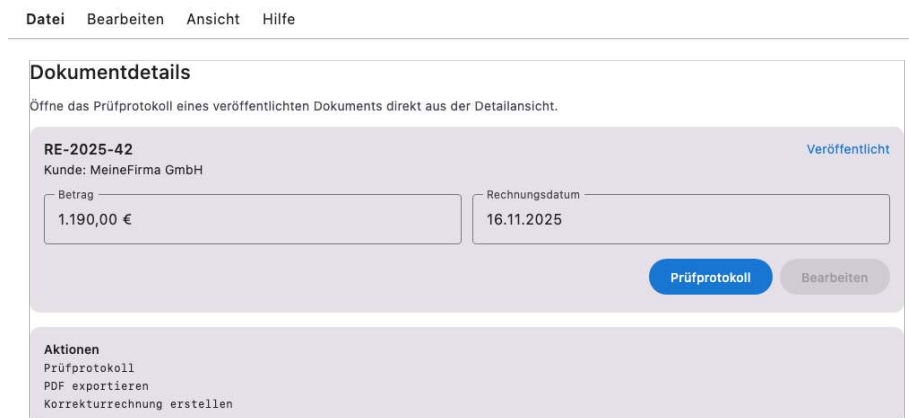 Datei Bearbeiten Ansicht Hilfe
Dokumentdetails
Öffne das Prüfprotokoll eines veröffentlichten Dokuments direkt aus der Detailansicht.
RE-2025-42 Veröffentlicht
Kunde: MeineFirma GmbH
Betrag Rechnungsdatum
1.190,00 € 16.11.2025
Prüfprotokoll Bearbeiten
Aktionen
Prüfprotokoll
PDF exportieren
Korrekturrechnung erstellen